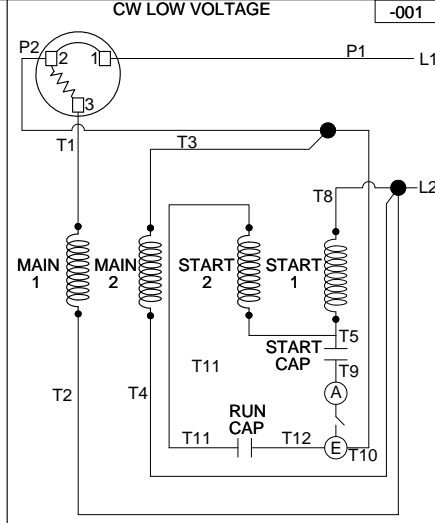 CW LOW VOLTAGE
-001
P2
2
1
P1
L1
3
T1
T3
T8
L2
MAIN
1
MAIN
2
START
2
START
1
START
CAP
T5
T9
T11
T2
T4
A
RUN
CAP
T11
T12
E
T10